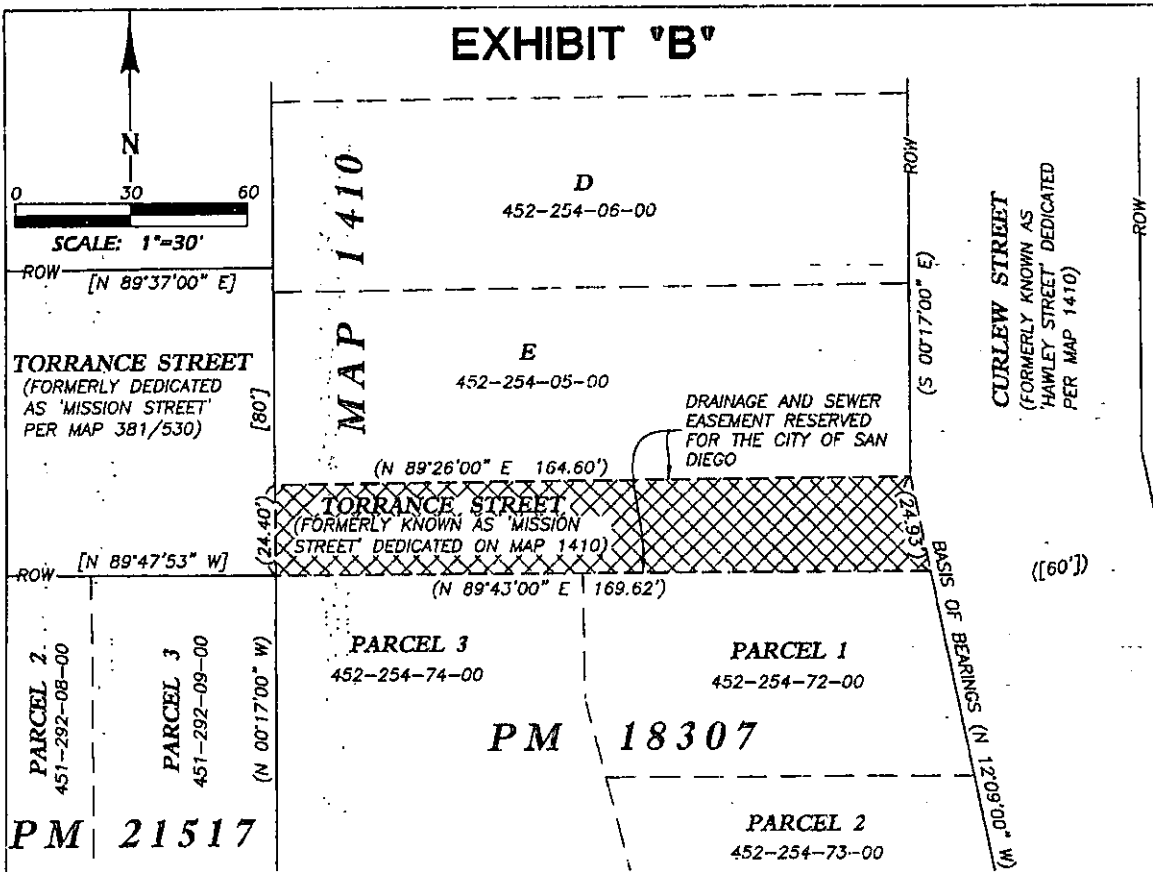 EXHIBIT "B"
N
0 30 60
SCALE: 1"=30'
ROW
[N 89°37'00" E]
TORRANCE STREET
(FORMERLY DEDICATED
AS 'MISSION STREET'
PER MAP 381/530)
[80']
MAP 1410
D
452-254-06-00
E
452-254-05-00
ROW
(S 00°17'00" E)
CURLEW STREET
(FORMERLY KNOWN AS
'HAWLEY STREET' DEDICATED
PER MAP 1410)
ROW
DRAINAGE AND SEWER
EASEMENT RESERVED
FOR THE CITY OF SAN
DIEGO
(N 89°26'00" E 164.60')
TORRANCE STREET
(FORMERLY KNOWN AS 'MISSION
STREET' DEDICATED ON MAP 1410)
(24.40')
(24.93')
ROW
[N 89°47'53" W]
(N 89°43'00" E 169.62')
([60'])
BASIS OF BEARINGS (N 12°09'00" W)
PARCEL 2
451-292-08-00
PARCEL 3
451-292-09-00
(N 00°17'00" W)
PM 21517
PARCEL 3
452-254-74-00
PARCEL 1
452-254-72-00
PM 18307
PARCEL 2
452-254-73-00